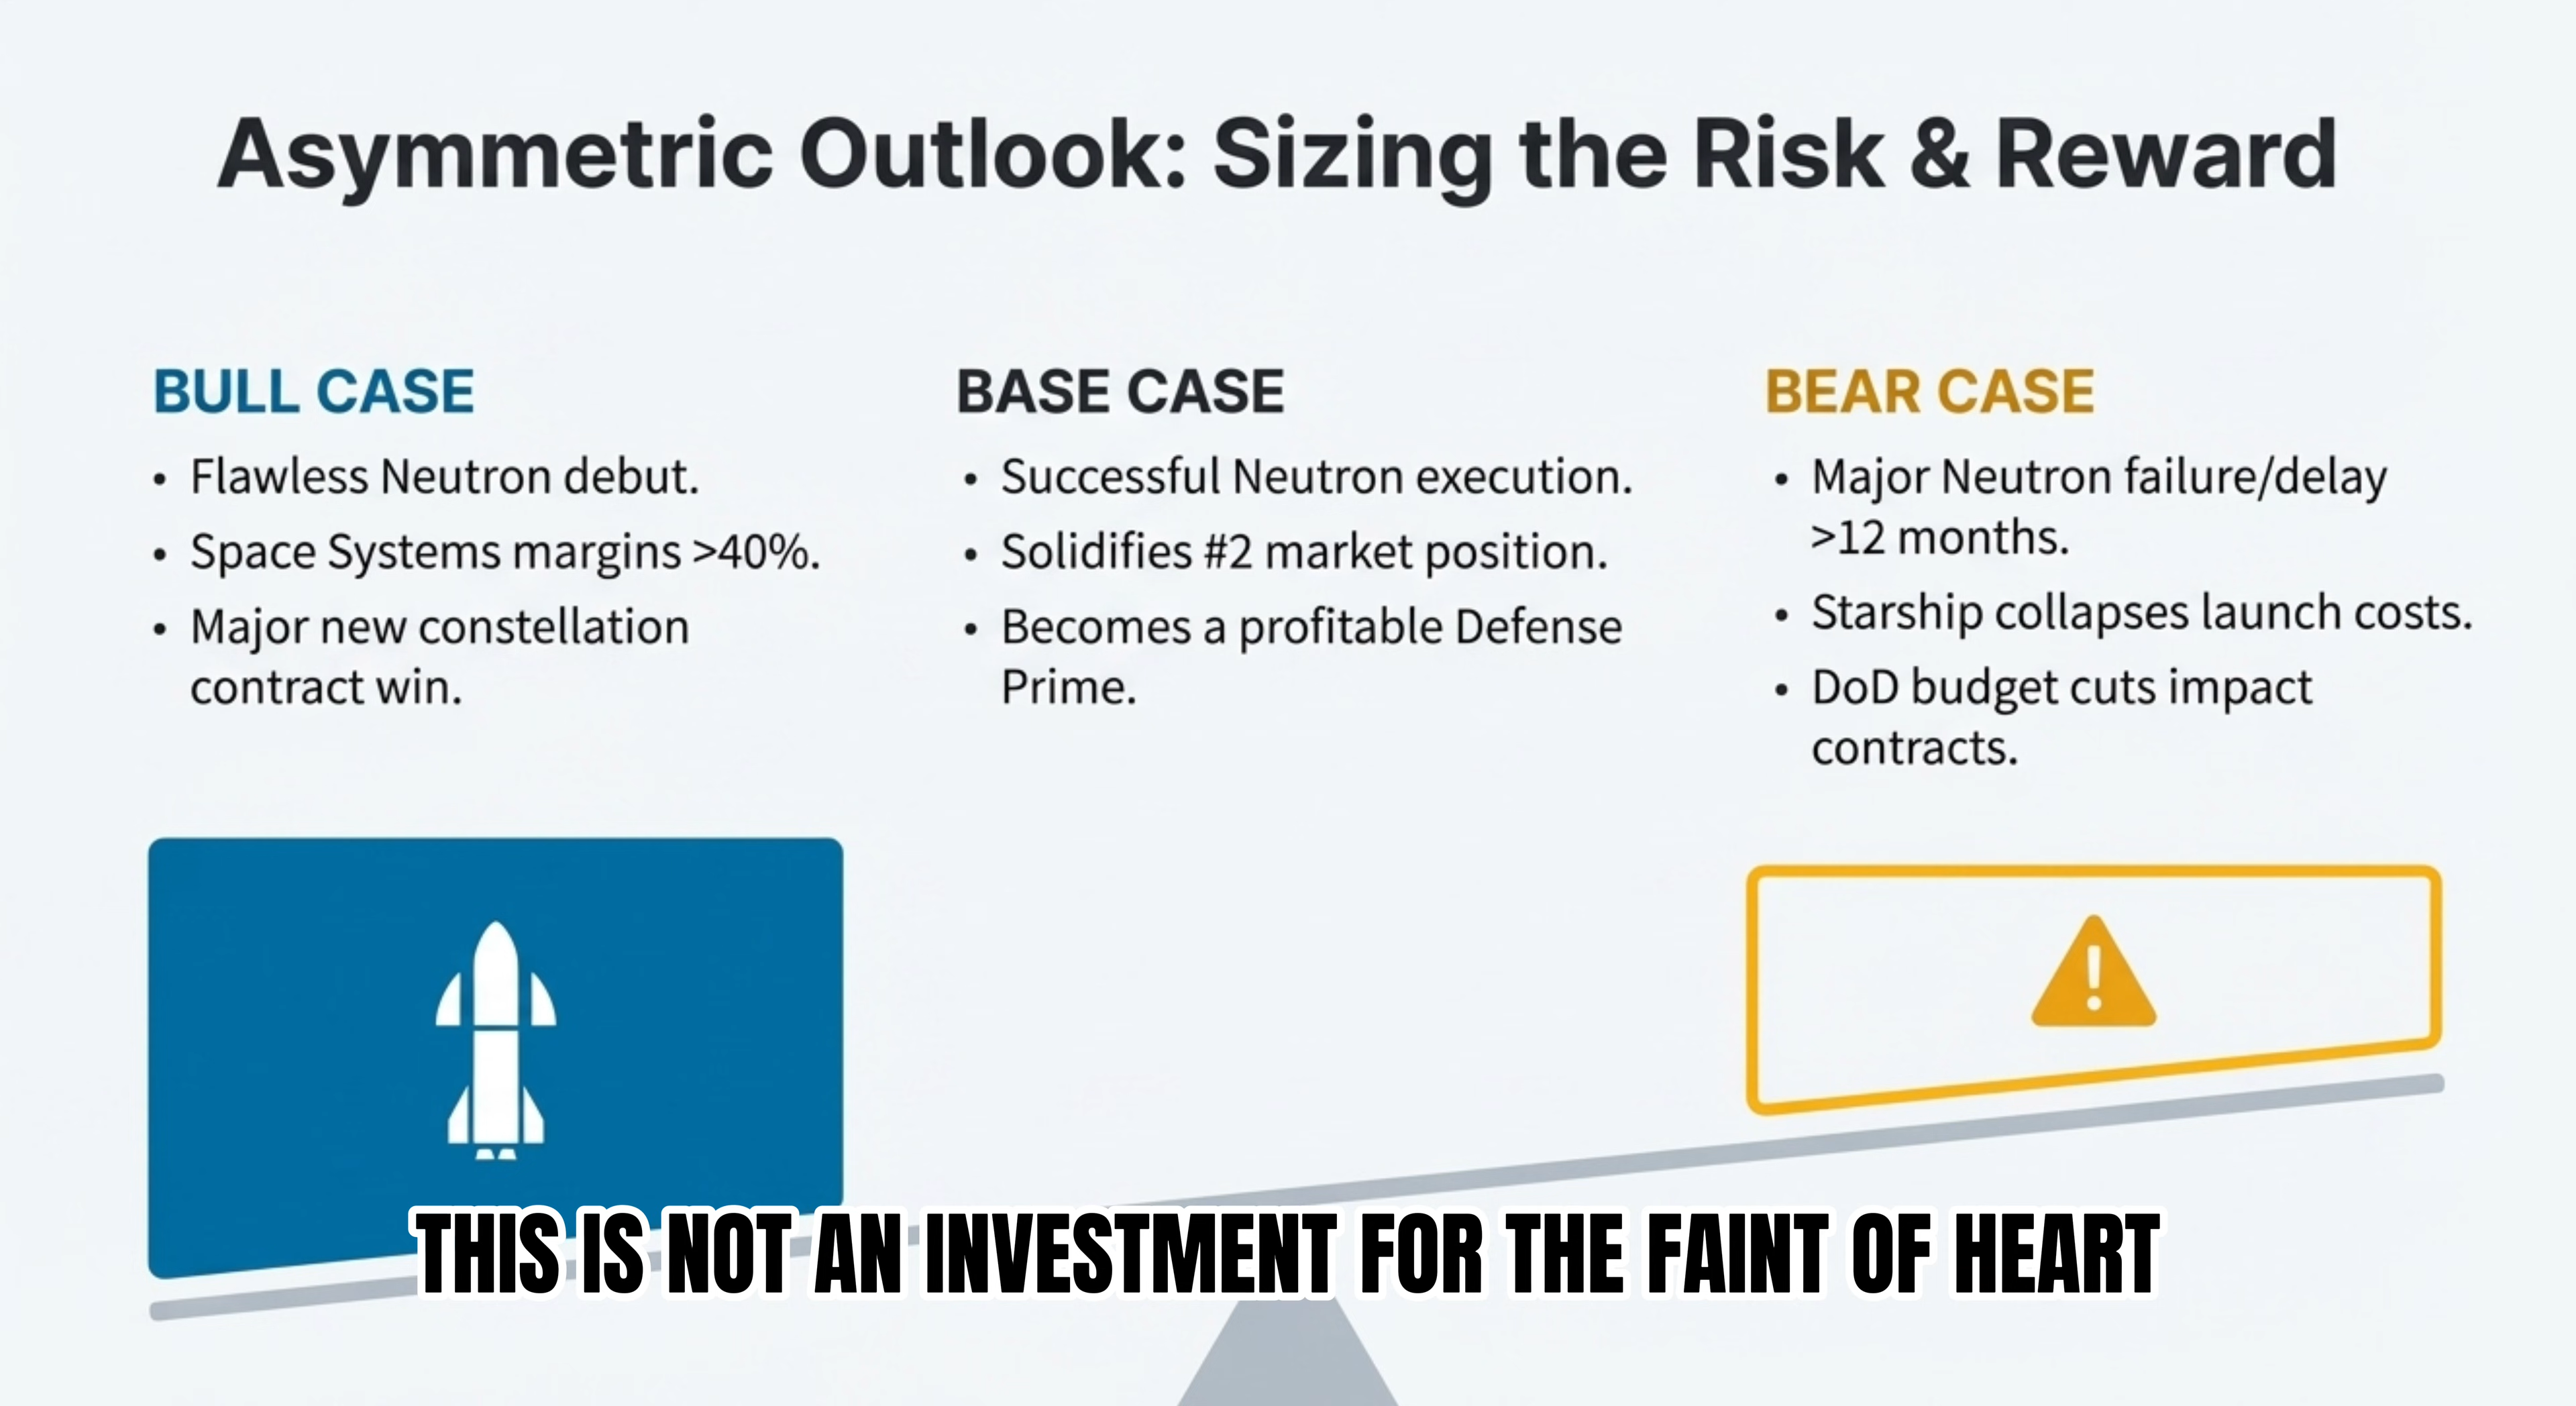 Asymmetric Outlook: Sizing the Risk & Reward
BULL CASE
• Flawless Neutron debut.
• Space Systems margins >40%.
• Major new constellation
contract win.
BASE CASE
• Successful Neutron execution.
• Solidifies #2 market position.
• Becomes a profitable Defense
Prime.
BEAR CASE
• Major Neutron failure/delay
>12 months.
• Starship collapses launch costs.
• DoD budget cuts impact
contracts.
!
THIS IS NOT AN INVESTMENT FOR THE FAINT OF HEART